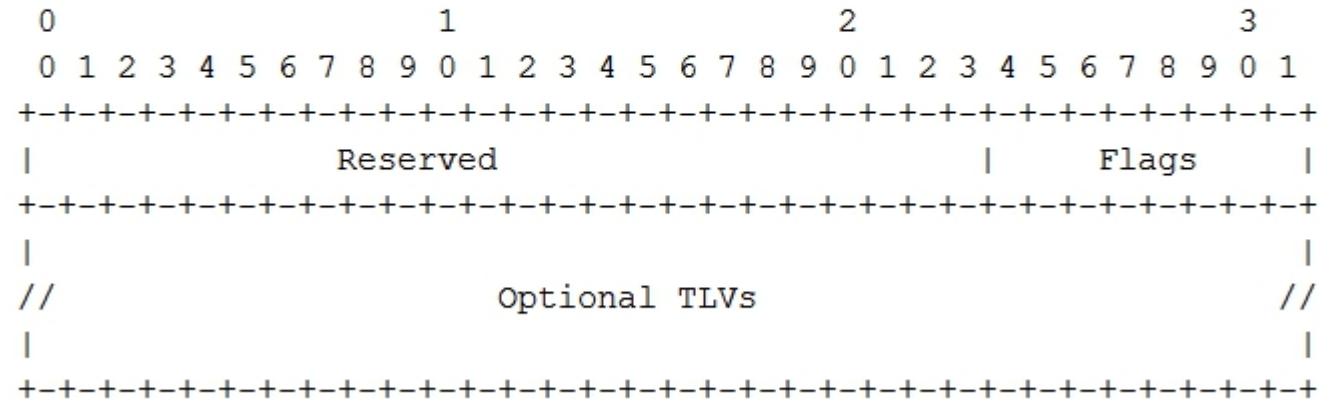 0                   1                   2                   3
 0 1 2 3 4 5 6 7 8 9 0 1 2 3 4 5 6 7 8 9 0 1 2 3 4 5 6 7 8 9 0 1
+-+-+-+-+-+-+-+-+-+-+-+-+-+-+-+-+-+-+-+-+-+-+-+-+-+-+-+-+-+-+-+-+
|               Reserved                        |     Flags     |
+-+-+-+-+-+-+-+-+-+-+-+-+-+-+-+-+-+-+-+-+-+-+-+-+-+-+-+-+-+-+-+-+
|                                                               |
//                      Optional TLVs                          //
|                                                               |
+-+-+-+-+-+-+-+-+-+-+-+-+-+-+-+-+-+-+-+-+-+-+-+-+-+-+-+-+-+-+-+-+